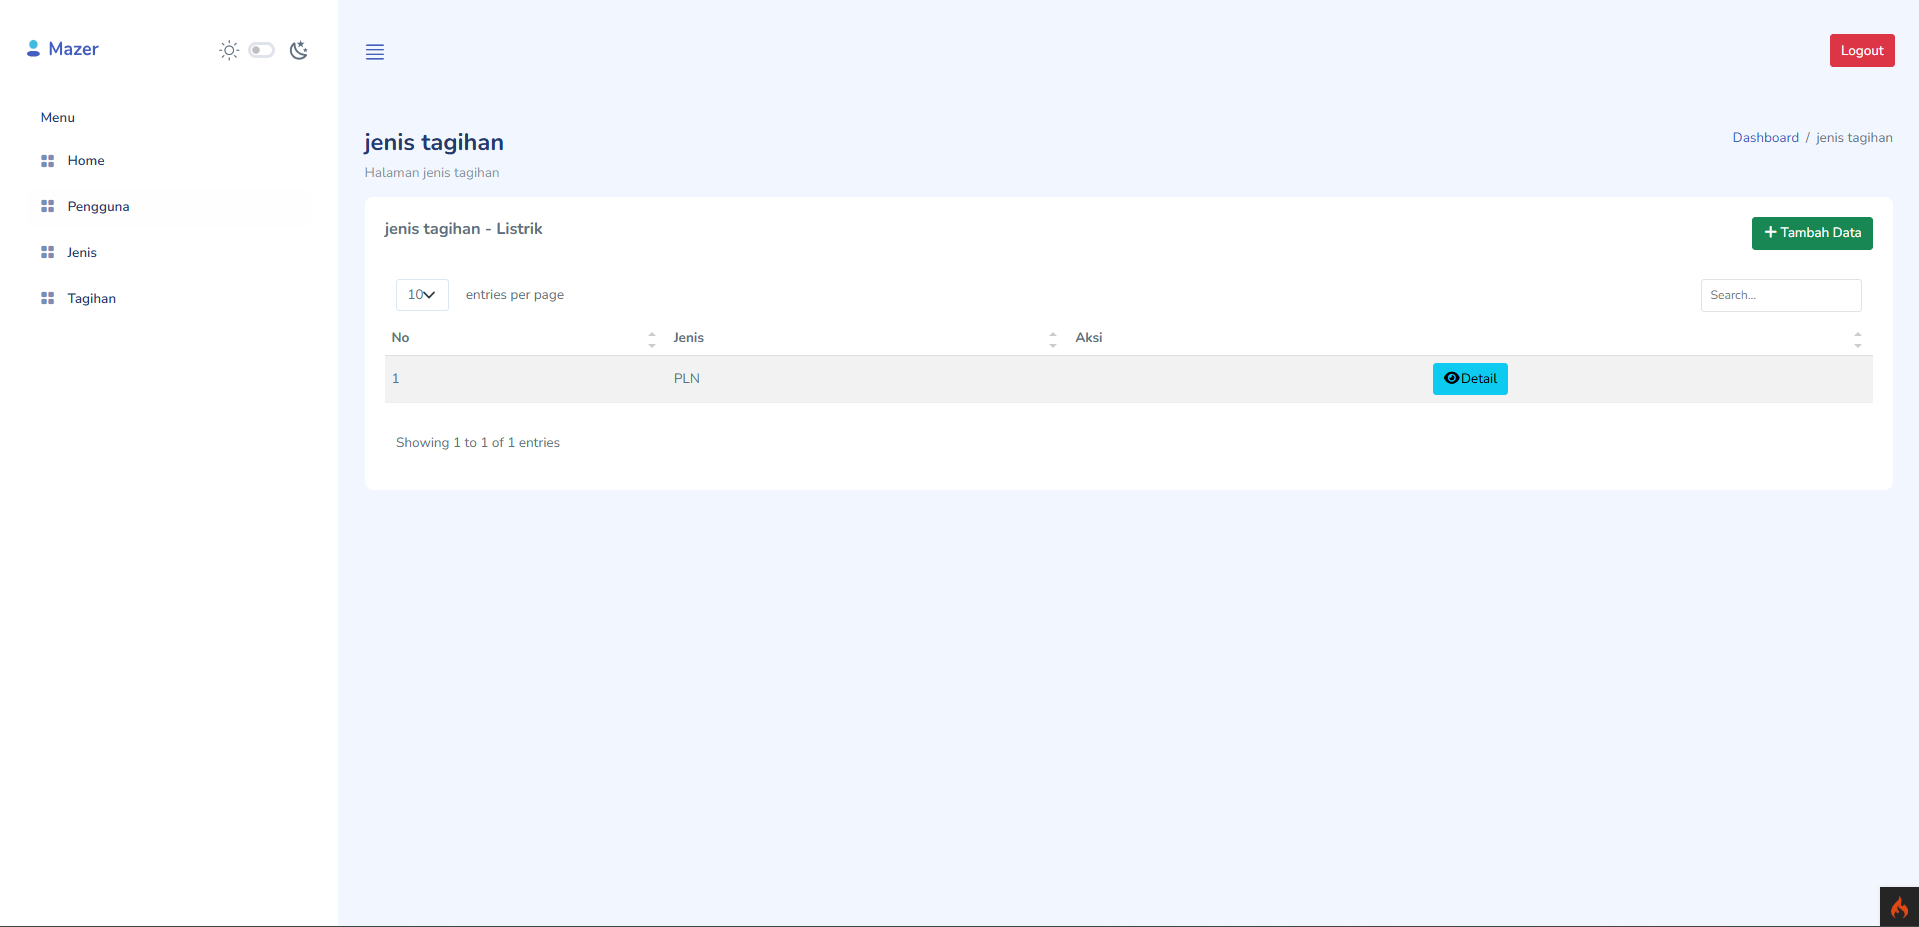 Mazer
Menu
Home
Pengguna
Jenis
Tagihan
Logout
jenis tagihan
Halaman jenis tagihan
Dashboard / jenis tagihan
jenis tagihan - Listrik
Tambah Data
10 entries per page
Search...
No Jenis Aksi
1 PLN Detail
Showing 1 to 1 of 1 entries